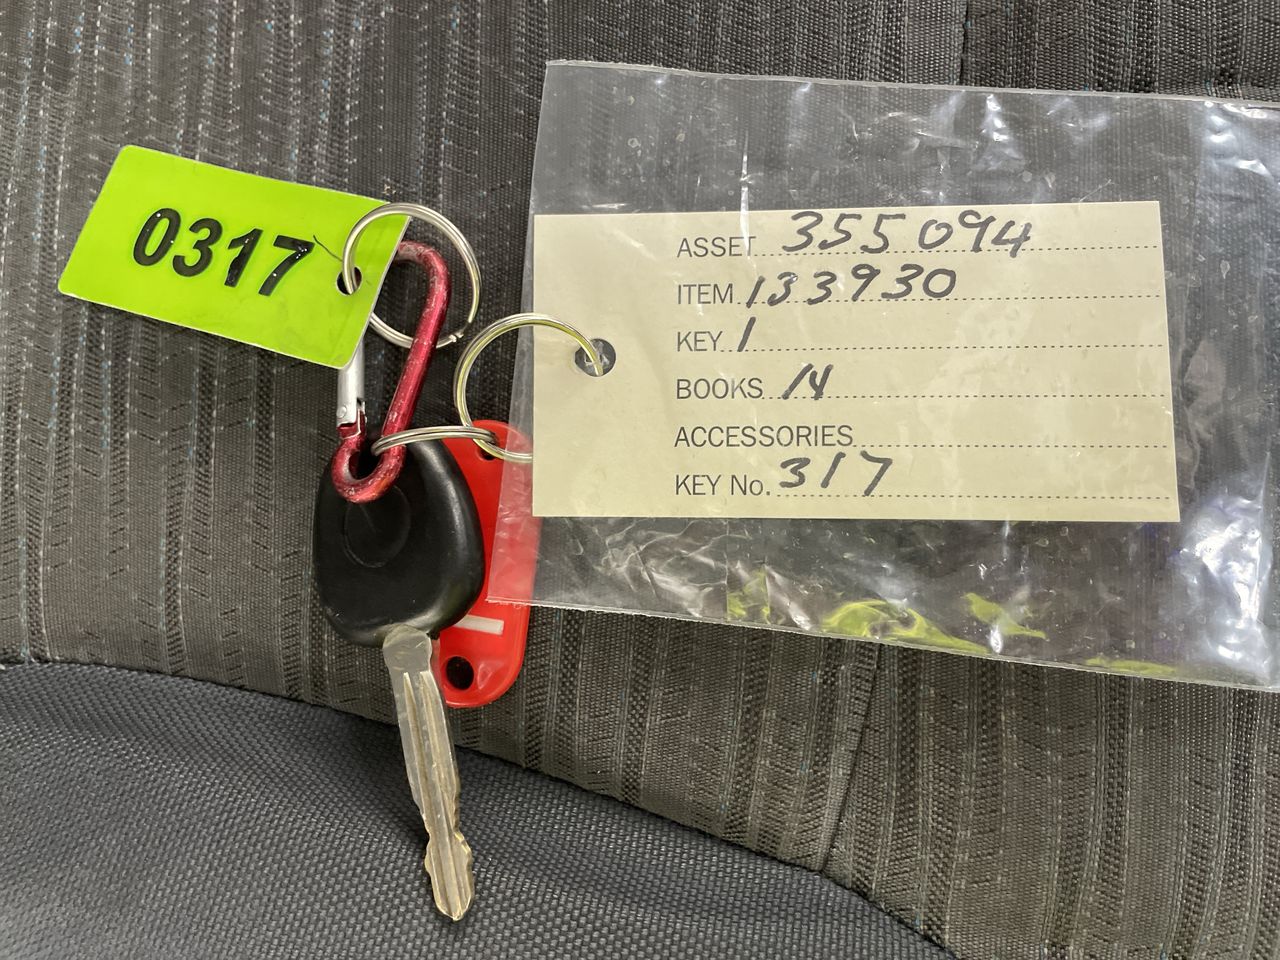 0317
ASSET 355094
ITEM 133930
KEY 1
BOOKS 14
ACCESSORIES
KEY No. 317